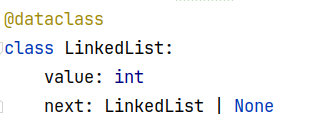 @dataclass
class LinkedList:
    value: int
    next: LinkedList | None